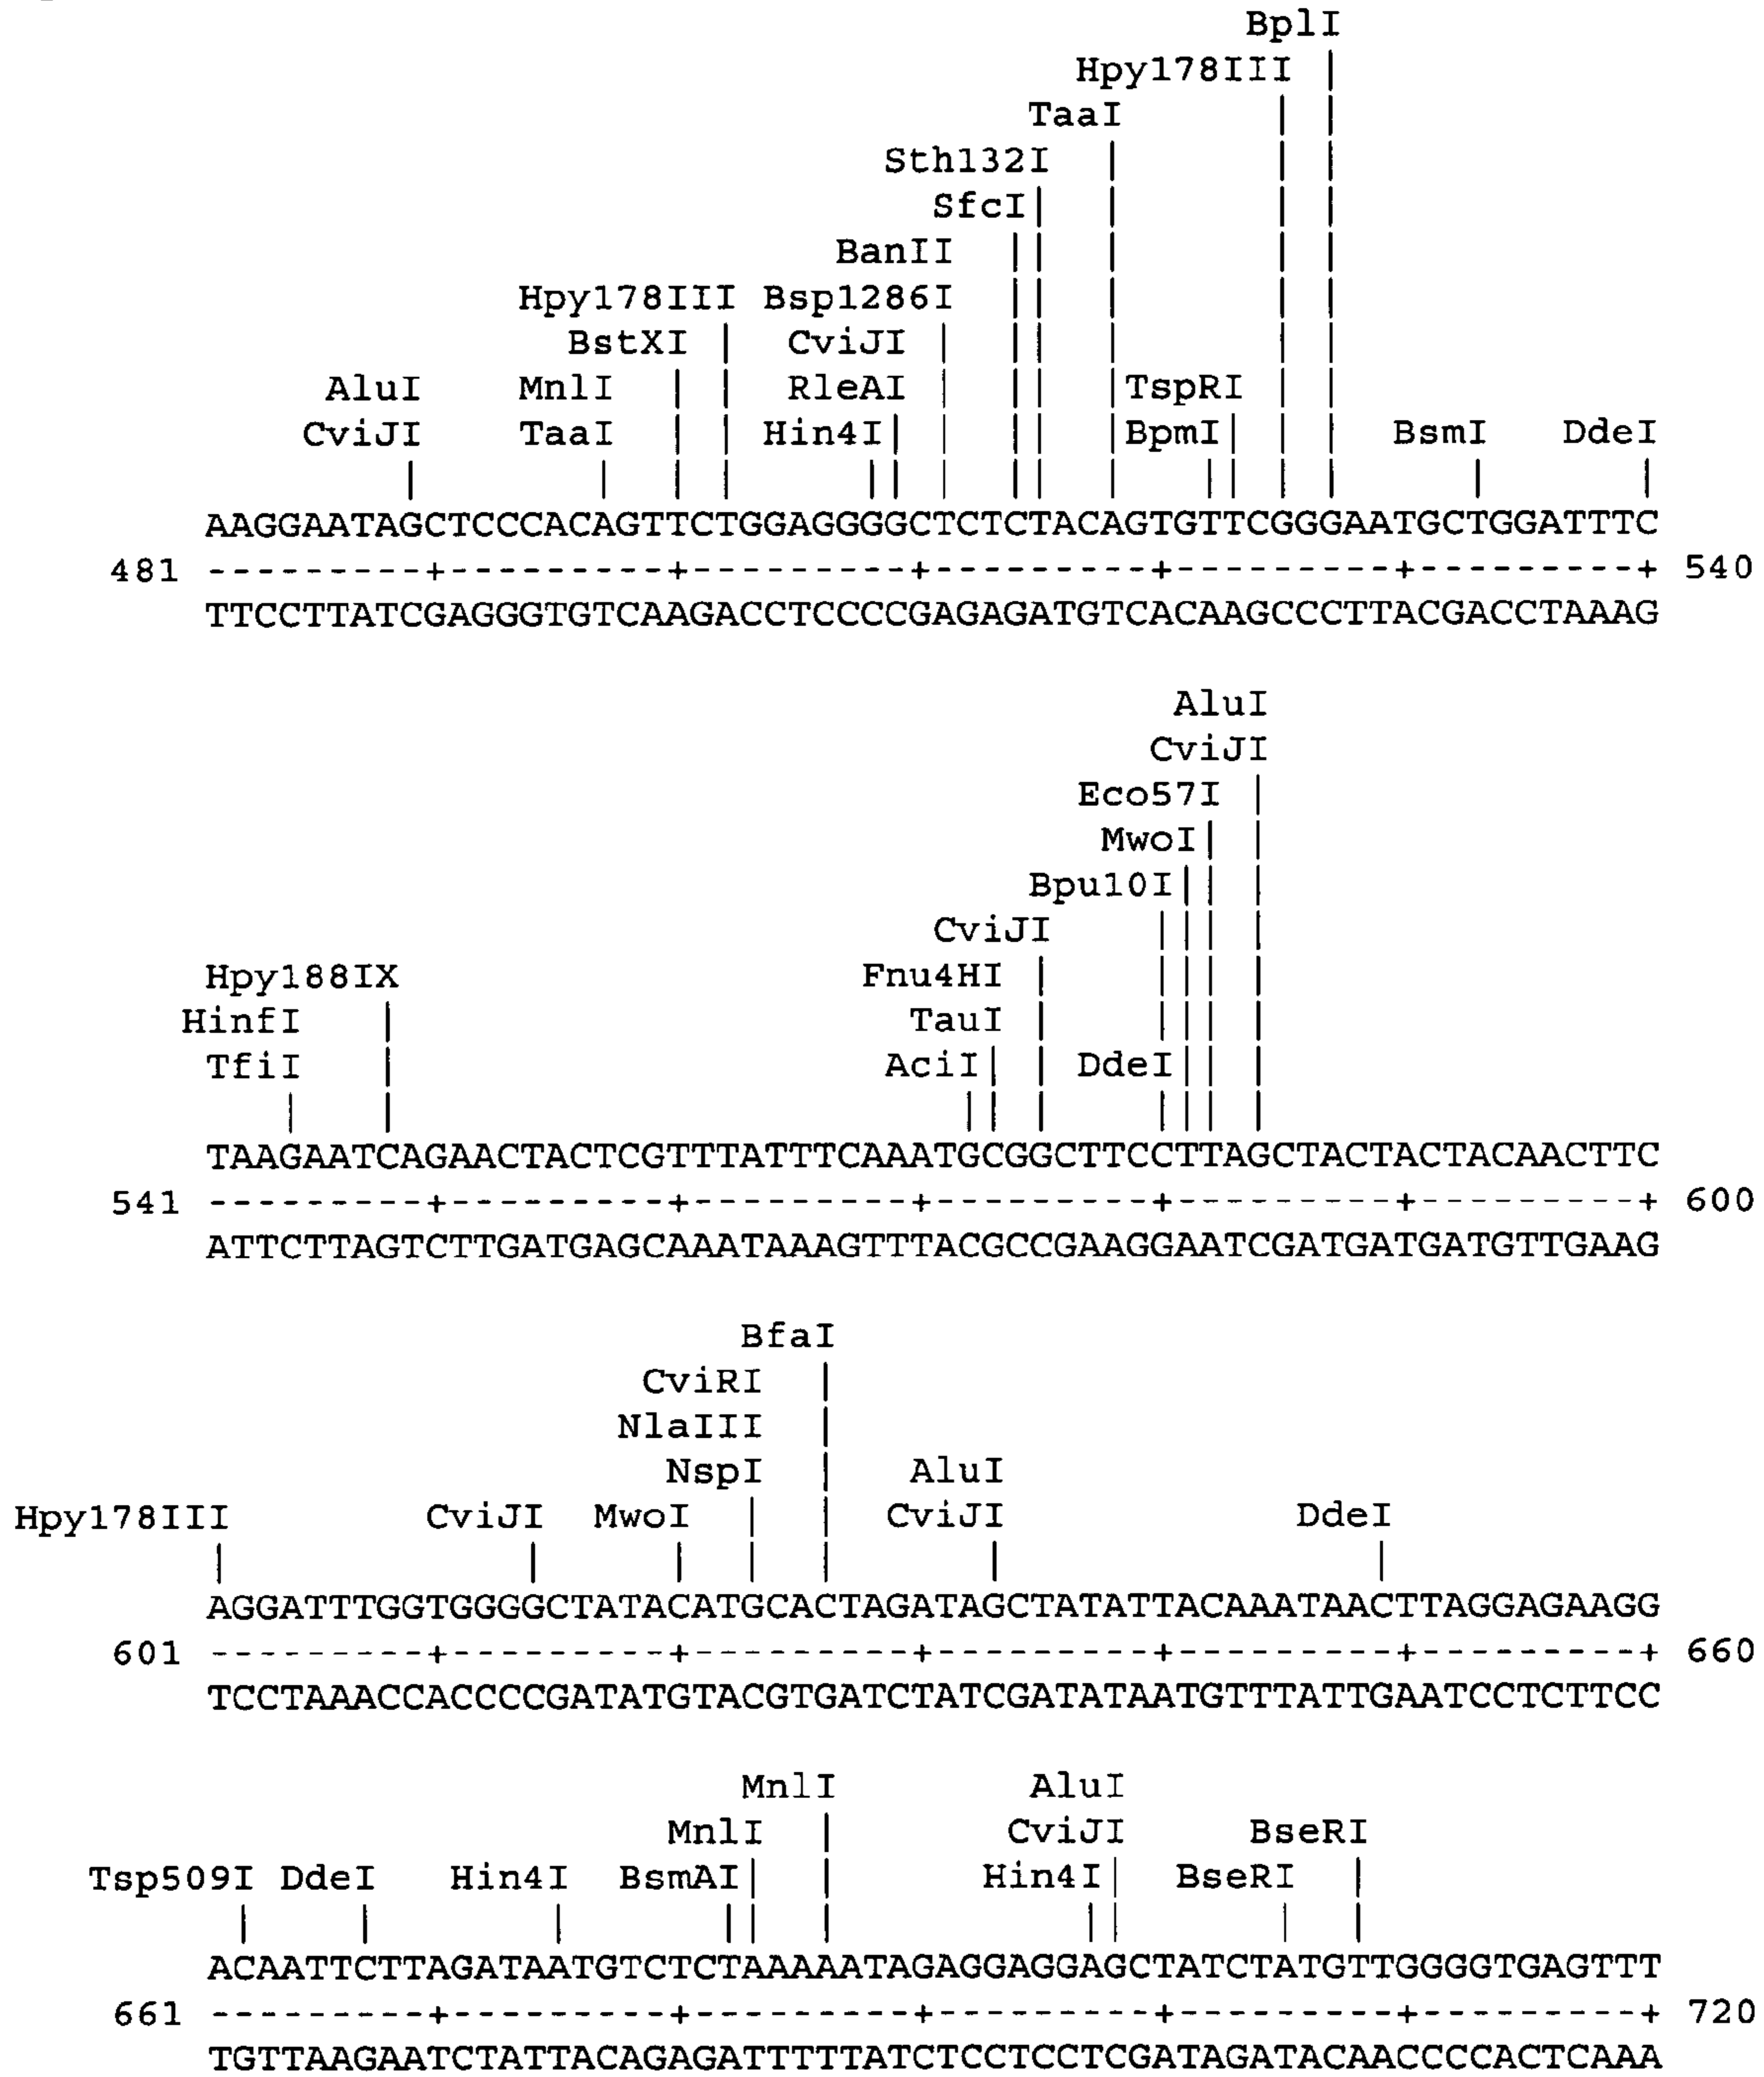 BplI
Hpy178III
TaaI
Sth132I
SfcI
BanII
Hpy178III Bsp1286I
BstXI CviJI
AluI MnlI RleAI TspRI
CviJI TaaI Hin4I BpmI BsmI DdeI
AAGGAATAGCTCCCACAGTTCTGGAGGGGCTCTCTACAGTGTTCGGGAATGCTGGATTTC
481 ---------+---------+---------+---------+---------+---------+ 540
TTCCTTATCGAGGGTGTCAAGACCTCCCCGAGAGATGTCACAAGCCCTTACGACCTAAAG
AluI
CviJI
Eco57I
MwoI
Bpu10I
CviJI
Hpy188IX Fnu4HI
HinfI TauI
TfiI AciI DdeI
TAAGAATCAGAACTACTCGTTTATTTCAAATGCGGCTTCCTTAGCTACTACTACAACTTC
541 ---------+---------+---------+---------+---------+---------+ 600
ATTCTTAGTCTTGATGAGCAAATAAAGTTTACGCCGAAGGAATCGATGATGATGTTGAAG
BfaI
CviRI
NlaIII
NspI AluI
Hpy178III CviJI MwoI CviJI DdeI
AGGATTTGGTGGGGCTATACATGCACTAGATAGCTATATTACAAATAACTTAGGAGAAGG
601 ---------+---------+---------+---------+---------+---------+ 660
TCCTAAACCACCCCGATATGTACGTGATCTATCGATATAATGTTTATTGAATCCTCTTCC
MnlI AluI
MnlI CviJI BseRI
Tsp509I DdeI Hin4I BsmAI Hin4I BseRI
ACAATTCTTAGATAATGTCTCTAAAAATAGAGGAGGAGCTATCTATGTTGGGGTGAGTTT
661 ---------+---------+---------+---------+---------+---------+ 720
TGTTAAGAATCTATTACAGAGATTTTTATCTCCTCCTCGATAGATACAACCCCACTCAAA